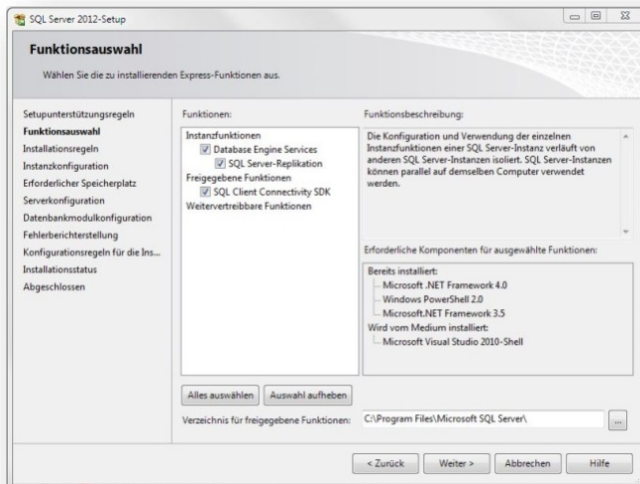 SQL Server 2012-Setup
Funktionsauswahl
Wählen Sie die zu installierenden Express-Funktionen aus.
Setupunterstützungsregeln
Funktionsauswahl
Installationsregeln
Instanzkonfiguration
Erforderlicher Speicherplatz
Serverkonfiguration
Datenbankmodulkonfiguration
Fehlerberichterstellung
Konfigurationsregeln für die Ins...
Installationsstatus
Abgeschlossen
Funktionen:
Instanzfunktionen
Database Engine Services
SQL Server-Replikation
Freigegebene Funktionen
SQL Client Connectivity SDK
Weitervertreibbare Funktionen
Funktionsbeschreibung:
Die Konfiguration und Verwendung der einzelnen
Instanzfunktionen einer SQL Server-Instanz verläuft von
anderen SQL Server-Instanzen isoliert. SQL Server-Instanzen
können parallel auf demselben Computer verwendet
werden.
Erforderliche Komponenten für ausgewählte Funktionen:
Bereits installiert:
Microsoft .NET Framework 4.0
Windows PowerShell 2.0
Microsoft.NET Framework 3.5
Wird vom Medium installiert:
Microsoft Visual Studio 2010-Shell
Alles auswählen
Auswahl aufheben
Verzeichnis für freigegebene Funktionen:
C:\Program Files\Microsoft SQL Server\
...
< Zurück
Weiter >
Abbrechen
Hilfe